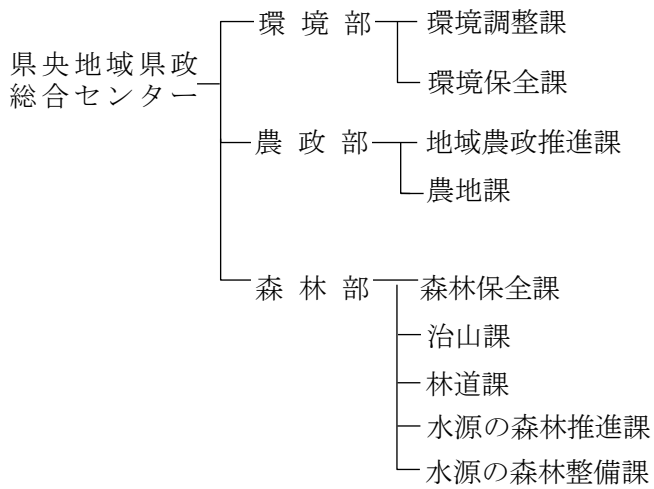 県央地域県政
総合センター
環境部
環境調整課
環境保全課
農政部
地域農政推進課
農地課
森林部
森林保全課
治山課
林道課
水源の森林推進課
水源の森林整備課